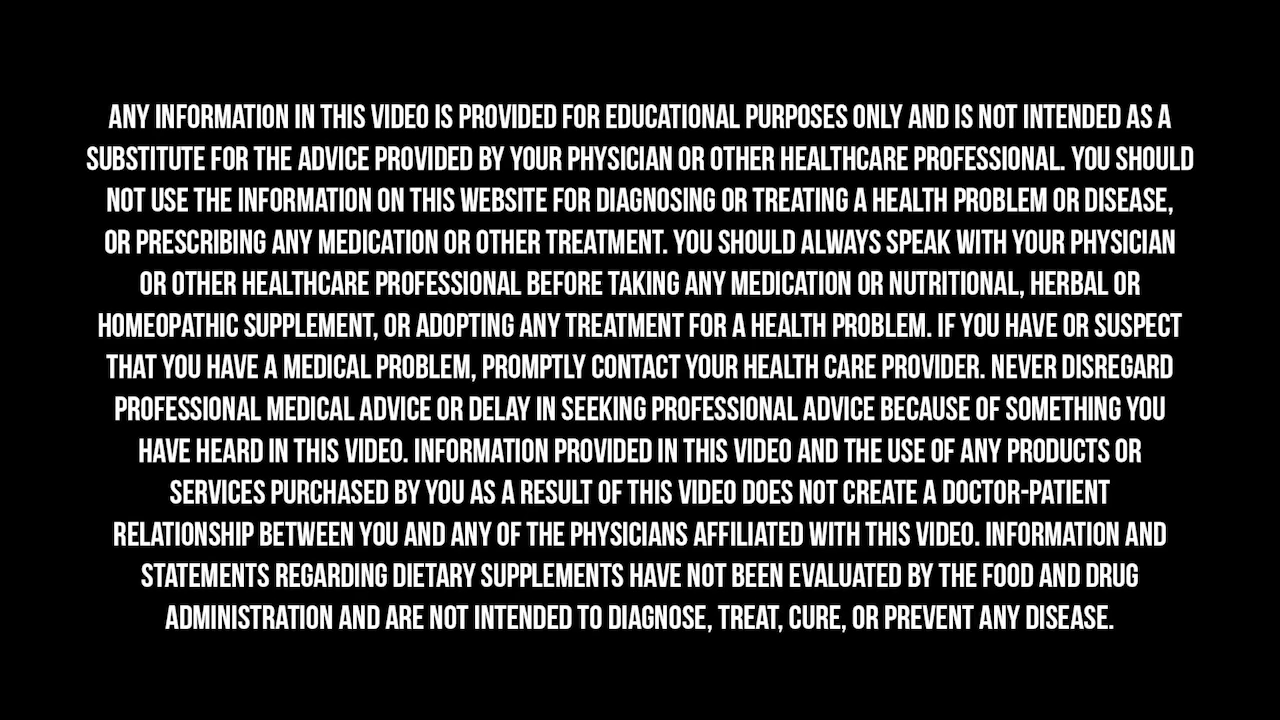 ANY INFORMATION IN THIS VIDEO IS PROVIDED FOR EDUCATIONAL PURPOSES ONLY AND IS NOT INTENDED AS A
SUBSTITUTE FOR THE ADVICE PROVIDED BY YOUR PHYSICIAN OR OTHER HEALTHCARE PROFESSIONAL. YOU SHOULD
NOT USE THE INFORMATION ON THIS WEBSITE FOR DIAGNOSING OR TREATING A HEALTH PROBLEM OR DISEASE,
OR PRESCRIBING ANY MEDICATION OR OTHER TREATMENT. YOU SHOULD ALWAYS SPEAK WITH YOUR PHYSICIAN
OR OTHER HEALTHCARE PROFESSIONAL BEFORE TAKING ANY MEDICATION OR NUTRITIONAL, HERBAL OR
HOMEOPATHIC SUPPLEMENT, OR ADOPTING ANY TREATMENT FOR A HEALTH PROBLEM. IF YOU HAVE OR SUSPECT
THAT YOU HAVE A MEDICAL PROBLEM, PROMPTLY CONTACT YOUR HEALTH CARE PROVIDER. NEVER DISREGARD
PROFESSIONAL MEDICAL ADVICE OR DELAY IN SEEKING PROFESSIONAL ADVICE BECAUSE OF SOMETHING YOU
HAVE HEARD IN THIS VIDEO. INFORMATION PROVIDED IN THIS VIDEO AND THE USE OF ANY PRODUCTS OR
SERVICES PURCHASED BY YOU AS A RESULT OF THIS VIDEO DOES NOT CREATE A DOCTOR-PATIENT
RELATIONSHIP BETWEEN YOU AND ANY OF THE PHYSICIANS AFFILIATED WITH THIS VIDEO. INFORMATION AND
STATEMENTS REGARDING DIETARY SUPPLEMENTS HAVE NOT BEEN EVALUATED BY THE FOOD AND DRUG
ADMINISTRATION AND ARE NOT INTENDED TO DIAGNOSE, TREAT, CURE, OR PREVENT ANY DISEASE.